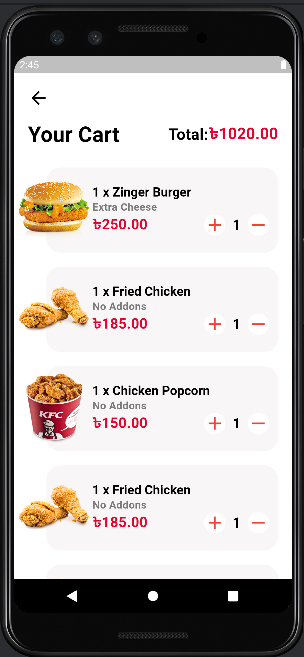 2:45
Your Cart
Total:৳1020.00
1 x Zinger Burger
Extra Cheese
৳250.00
+ 1 −
1 x Fried Chicken
No Addons
৳185.00
+ 1 −
1 x Chicken Popcorn
No Addons
৳150.00
+ 1 −
KFC
1 x Fried Chicken
No Addons
৳185.00
+ 1 −